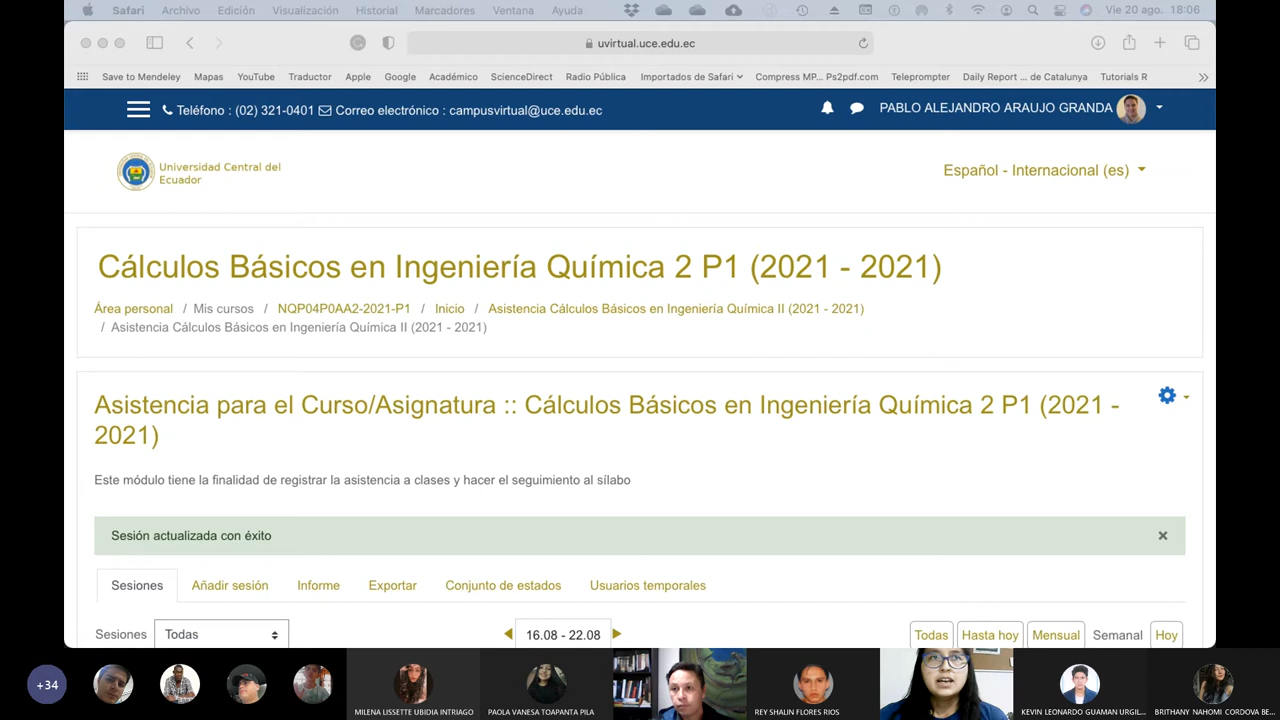 Safari Archivo Edición Visualización Historial Marcadores Ventana Ayuda Vie 20 ago. 18:06
uvirtual.uce.edu.ec
Save to Mendeley Mapas YouTube Traductor Apple Google Académico ScienceDirect Radio Pública Importados de Safari Compress MP... Ps2pdf.com Teleprompter Daily Report ... de Catalunya Tutorials R
Teléfono : (02) 321-0401 Correo electrónico : campusvirtual@uce.edu.ec PABLO ALEJANDRO ARAUJO GRANDA
Universidad Central del
Ecuador
Español - Internacional (es)
Cálculos Básicos en Ingeniería Química 2 P1 (2021 - 2021)
Área personal / Mis cursos / NQP04P0AA2-2021-P1 / Inicio / Asistencia Cálculos Básicos en Ingeniería Química II (2021 - 2021)
/ Asistencia Cálculos Básicos en Ingeniería Química II (2021 - 2021)
Asistencia para el Curso/Asignatura :: Cálculos Básicos en Ingeniería Química 2 P1 (2021 -
2021)
Este módulo tiene la finalidad de registrar la asistencia a clases y hacer el seguimiento al sílabo
Sesión actualizada con éxito ×
Sesiones Añadir sesión Informe Exportar Conjunto de estados Usuarios temporales
Sesiones Todas 16.08 - 22.08 Todas Hasta hoy Mensual Semanal Hoy
+34 MILENA LISSETTE UBIDIA INTRIAGO PAOLA VANESA TOAPANTA PILA REY SHALIN FLORES RIOS KEVIN LEONARDO GUAMAN URGIL... BRITHANY NAHOMI CORDOVA BE...